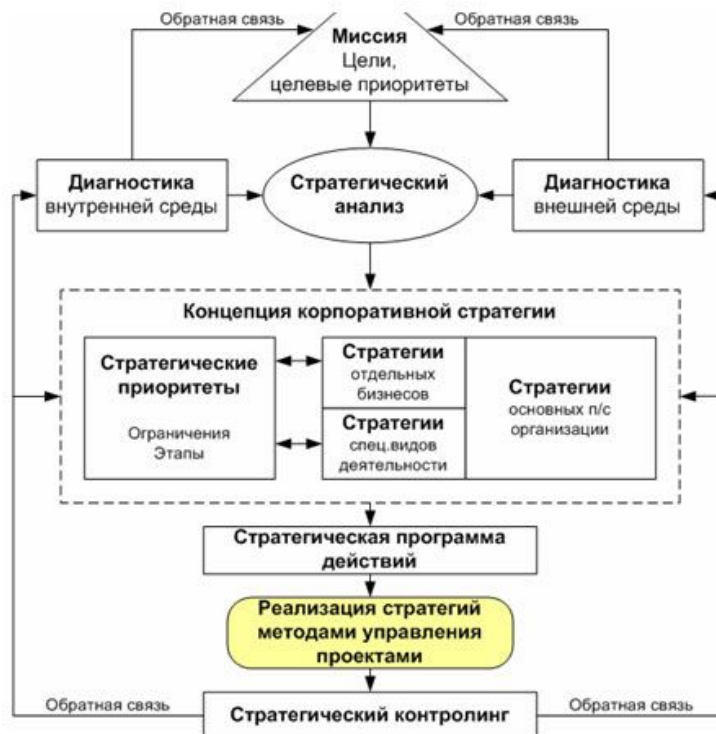 Обратная связь
Обратная связь
Миссия
Цели,
целевые приоритеты
Диагностика
внутренней среды
Стратегический
анализ
Диагностика
внешней среды
Концепция корпоративной стратегии
Стратегические
приоритеты
Ограничения
Этапы
Стратегии
отдельных
бизнесов
Стратегии
спец.видов
деятельности
Стратегии
основных п/с
организации
Стратегическая программа
действий
Реализация стратегий
методами управления
проектами
Обратная связь
Стратегический контролинг
Обратная связь